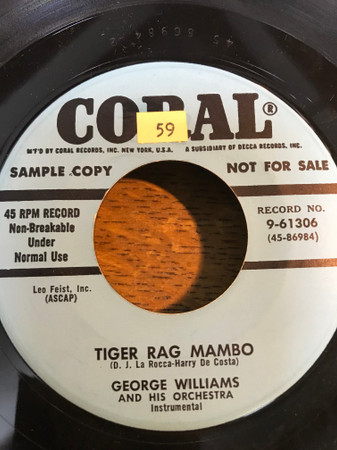 CORAL®
59
M'F'D BY CORAL RECORDS, INC. NEW YORK, U.S.A. A SUBSIDIARY OF DECCA RECORDS, INC.
SAMPLE COPY NOT FOR SALE
45 RPM RECORD
Non-Breakable
Under
Normal Use
RECORD NO.
9-61306
(45-86984)
Leo Feist, Inc.
(ASCAP)
TIGER RAG MAMBO
(D. J. La Rocca-Harry De Costa)
GEORGE WILLIAMS
AND HIS ORCHESTRA
Instrumental